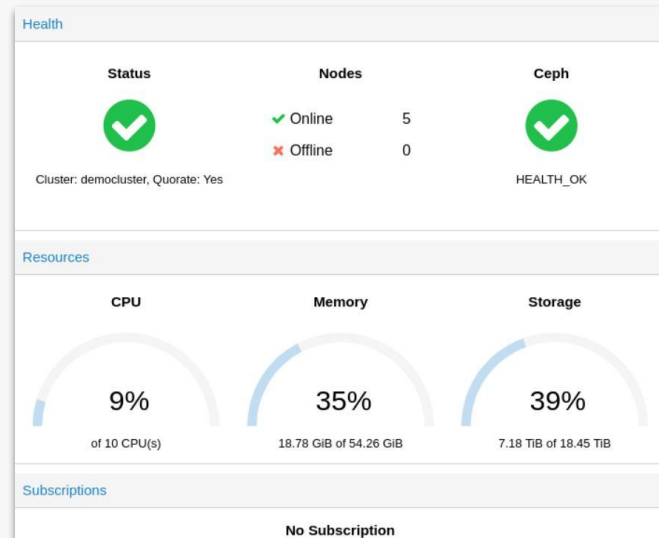 Health
Status Nodes Ceph
Online 5
Offline 0
Cluster: democluster, Quorate: Yes HEALTH_OK
Resources
CPU Memory Storage
9% 35% 39%
of 10 CPU(s) 18.78 GiB of 54.26 GiB 7.18 TiB of 18.45 TiB
Subscriptions
No Subscription